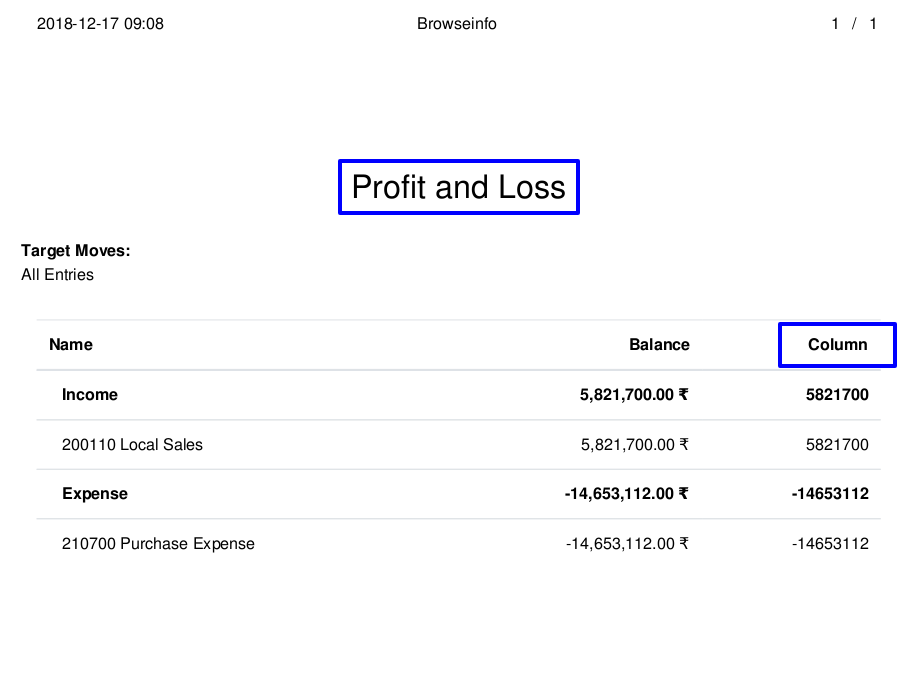 2018-12-17 09:08 Browseinfo 1 / 1
Profit and Loss
Target Moves:
All Entries
Name Balance Column
Income 5,821,700.00 ₹ 5821700
200110 Local Sales 5,821,700.00 ₹ 5821700
Expense -14,653,112.00 ₹ -14653112
210700 Purchase Expense -14,653,112.00 ₹ -14653112